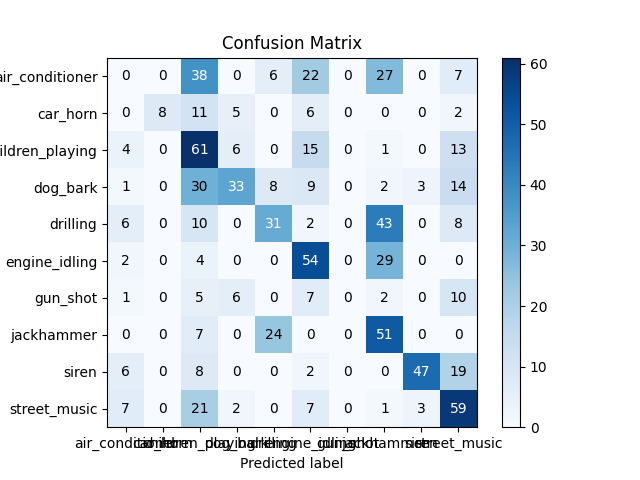 Confusion Matrix
air_conditioner 0 0 38 0 6 22 0 27 0 7
car_horn 0 8 11 5 0 6 0 0 0 2
ildren_playing 4 0 61 6 0 15 0 1 0 13
dog_bark 1 0 30 33 8 9 0 2 3 14
drilling 6 0 10 0 31 2 0 43 0 8
engine_idling 2 0 4 0 0 54 0 29 0 0
gun_shot 1 0 5 6 0 7 0 2 0 10
jackhammer 0 0 7 0 24 0 0 51 0 0
siren 6 0 8 0 0 2 0 0 47 19
street_music 7 0 21 2 0 7 0 1 3 59
60
50
40
30
20
10
0
street_music
Predicted label